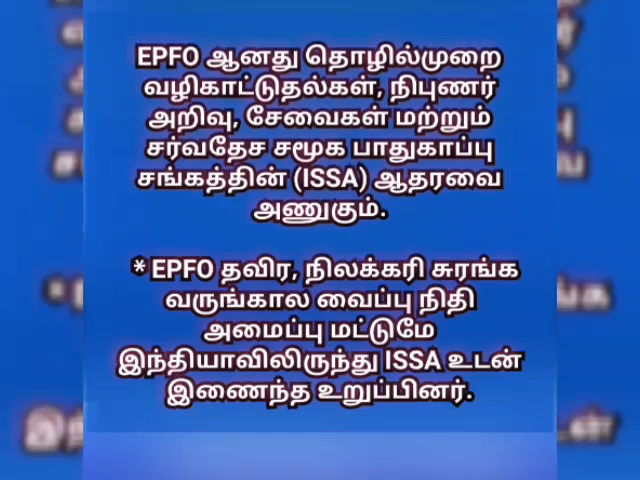 EPFO ஆனது தொழில்முறை
வழிகாட்டுதல்கள், நிபுணர்
அறிவு, சேவைகள் மற்றும்
சர்வதேச சமூக பாதுகாப்பு
சங்கத்தின் (ISSA) ஆதரவை
அணுகும்.
* EPFO தவிர, நிலக்கரி சுரங்க
வருங்கால வைப்பு நிதி
அமைப்பு மட்டுமே
இந்தியாவிலிருந்து ISSA உடன்
இணைந்த உறுப்பினர்.